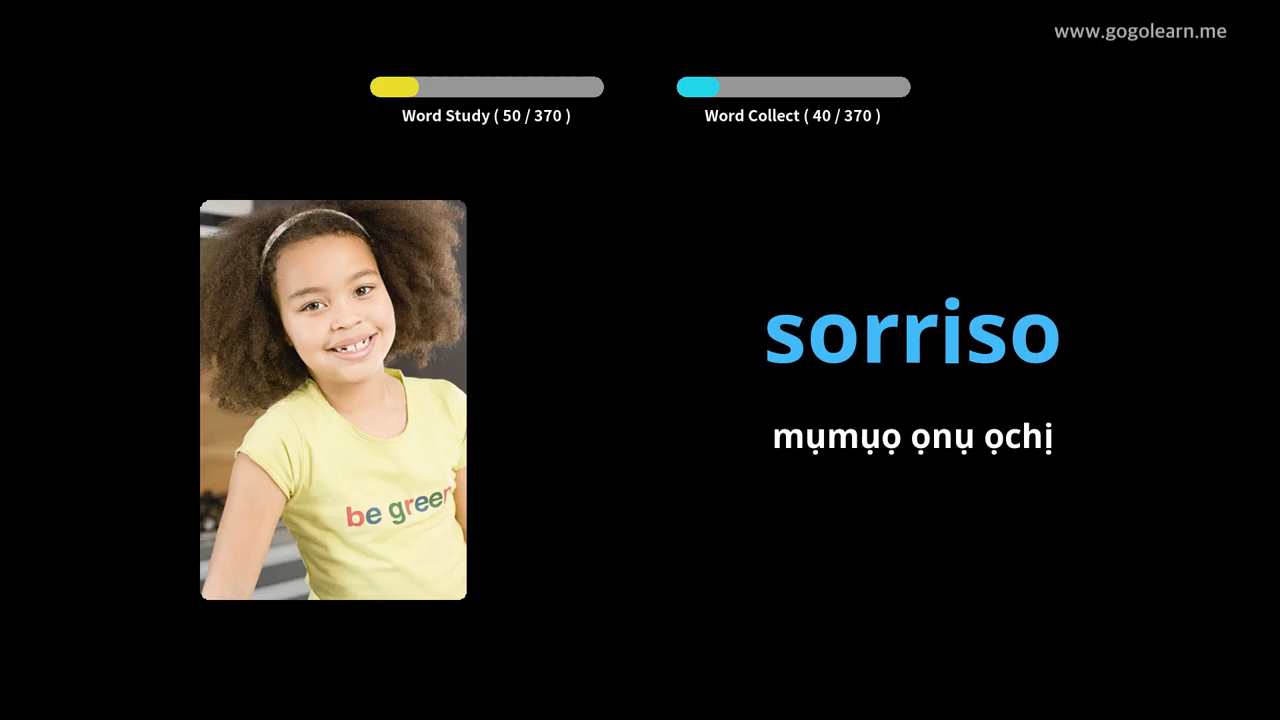 www.gogolearn.me
Word Study ( 50 / 370 )
Word Collect ( 40 / 370 )
sorriso
mụmụọ ọnụ ọchị
be green